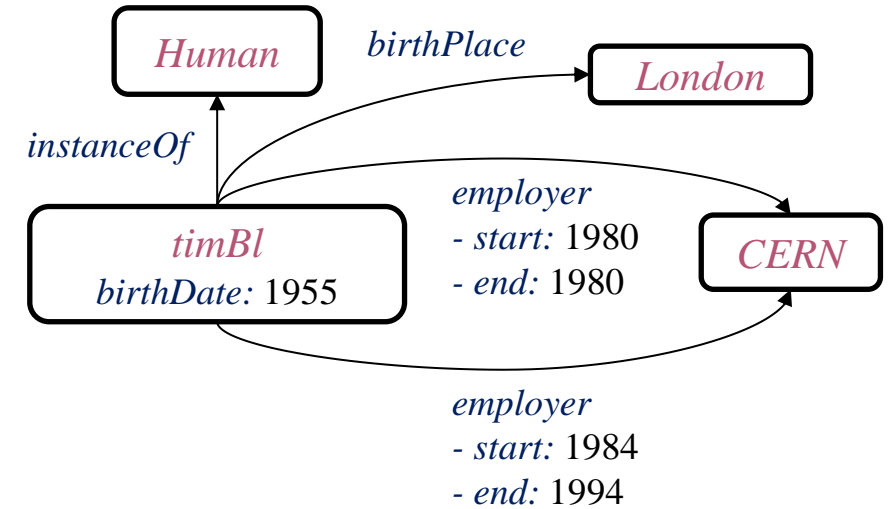 Human
birthPlace
London
instanceOf
timBl
birthDate: 1955
employer
- start: 1980
- end: 1980
CERN
employer
- start: 1984
- end: 1994